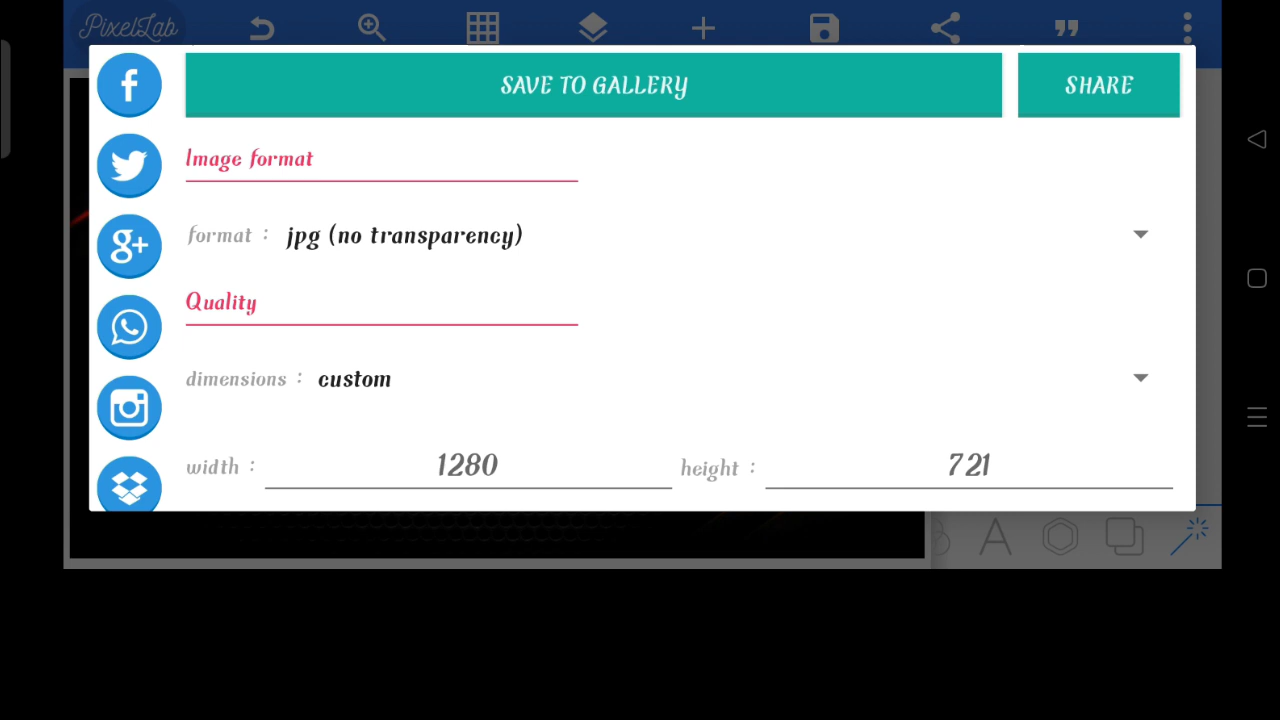 PixelLab
SAVE TO GALLERY
SHARE
Image format
format : jpg (no transparency)
Quality
dimensions : custom
width : 1280 height : 721